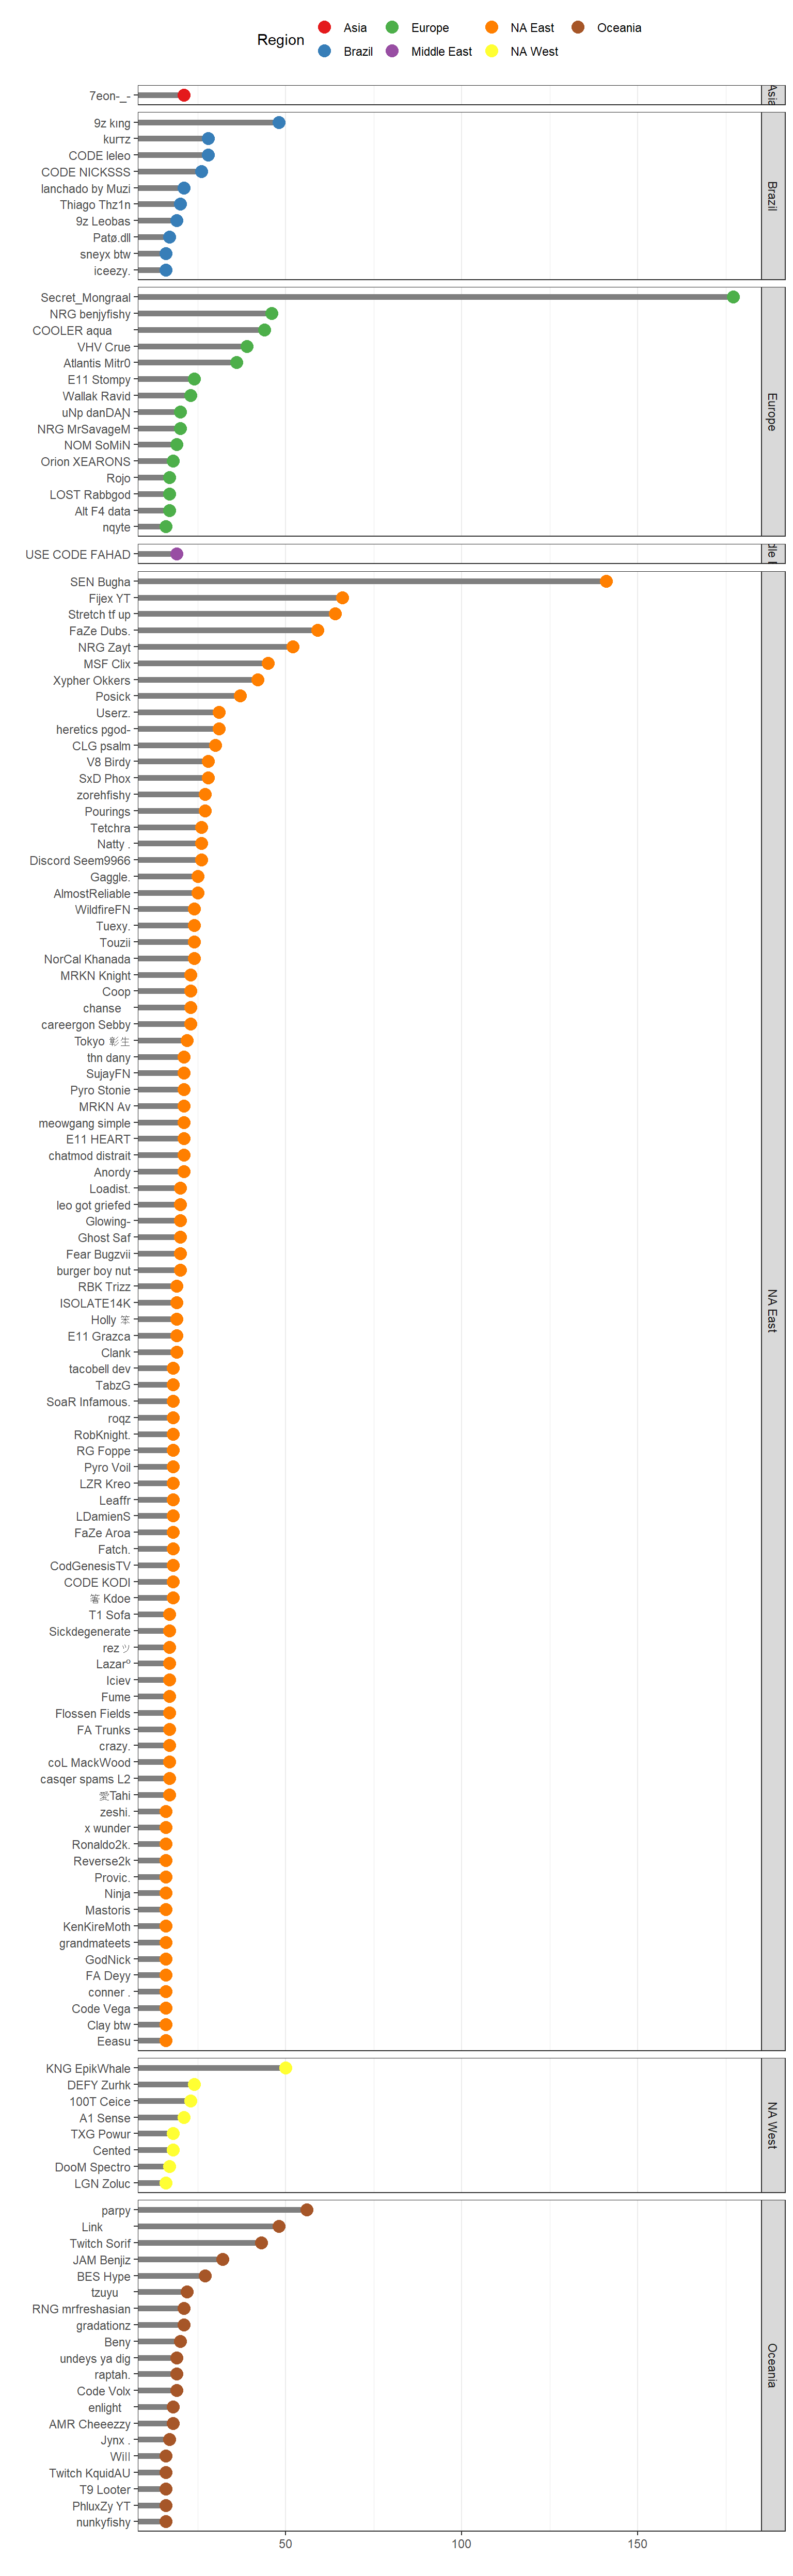 Region
Asia
Europe
NA East
Oceania
Brazil
Middle East
NA West
7eon-_-
Asia
9z kıng
kurтz
CODE leleo
CODE NICKSSS
lanchado by Muzi
Thiago Thz1n
9z Leobas
Patø.dll
sneyx btw
iceezy.
Brazil
Secret_Mongraal
NRG benjyfishy
COOLER aqua
VHV Crue
Atlantis Mitr0
E11 Stompy
Wallak Ravid
uNp
NRG MrSavageM
NOM SoMiN
Orion XEARONS
Rojo
LOST Rabbgod
Alt F4 data
nqyte
Europe
USE CODE FAHAD
SEN Bugha
Fijex YT
Stretch tf up
FaZe Dubs.
NRG Zayt
MSF Clix
Xypher Okkers
Posick
Userz.
heretics pgod-
CLG psalm
V8 Birdy
SxD Phox
zorehfishy
Pourings
Tetchra
Natty .
Discord Seem9966
Gaggle.
AlmostReliable
WildfireFN
Tuexy.
Touzii
NorCal Khanada
MRKN Knight
Coop
chanse
careergon Sebby
Tokyo 彰生
thn dany
SujayFN
Pyro Stonie
MRKN Av
meowgang simple
E11 HEART
chatmod distrait
Anordy
Loadist.
leo got griefed
Glowing-
Ghost Saf
Fear Bugzvii
burger boy nut
RBK Trizz
ISOLATE14K
Holly 笨
E11 Grazca
Clank
tacobell dev
TabzG
SoaR Infamous.
roqz
RobKnight.
RG Foppe
Pyro Voil
LZR Kreo
Leaffr
LDamienS
FaZe Aroa
Fatch.
CodGenesisTV
CODE KODI
箸 Kdoe
T1 Sofa
Sickdegenerate
rezツ
Lazarº
Iciev
Fume
Flossen Fields
FA Trunks
crazy.
coL MackWood
casqer spams L2
愛Tahi
zeshi.
x wunder
Ronaldo2k.
Reverse2k
Provic.
Ninja
Mastoris
KenKireMoth
grandmateets
GodNick
FA Deyy
conner .
Code Vega
Clay btw
Eeasu
NA East
KNG EpikWhale
DEFY Zurhk
100T Ceice
A1 Sense
TXG Powur
Cented
DooM Spectro
LGN Zoluc
NA West
parpy
Link
Twitch Sorif
JAM Benjiz
BES Hype
tzuyu
RNG mrfreshasian
gradationz
Beny
undeys ya dig
raptah.
Code Volx
enlight
AMR Cheeezzy
Jynx .
Will
Twitch KquidAU
T9 Looter
PhluxZy YT
nunkyfishy
Oceania
50
100
150